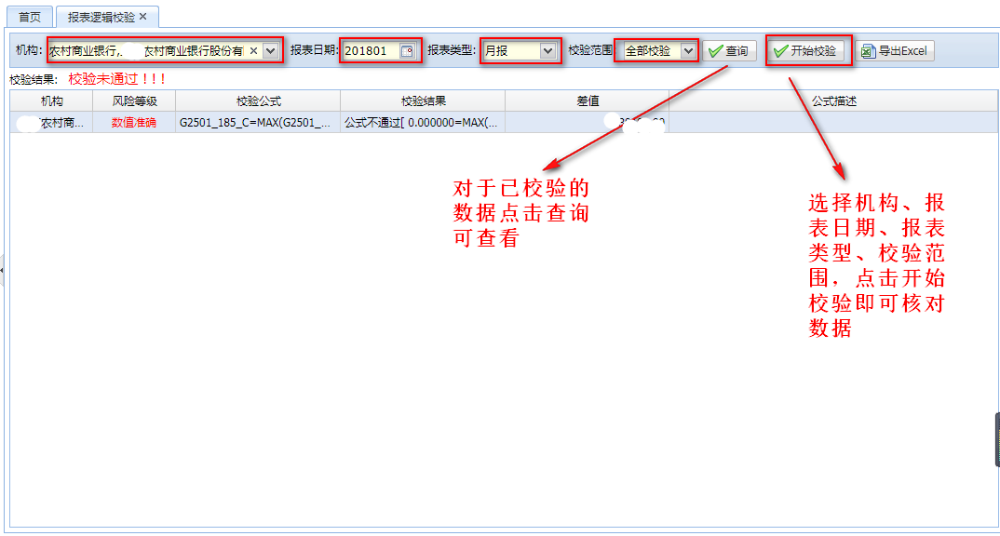 首页 报表逻辑校验
机构: 农村商业银行, 农村商业银行股份有 报表日期: 201801 报表类型: 月报 校验范围 全部校验 查询 开始校验 导出Excel
校验结果: 校验未通过！！！
机构 风险等级 校验公式 校验结果 差值 公式描述
农村商... 数值准确 G2501_185_C=MAX(G2501_... 公式不通过[ 0.000000=MAX(...
对于已校验的
数据点击查询
可查看
选择机构、报
表日期、报表
类型、校验范
围，点击开始
校验即可核对
数据